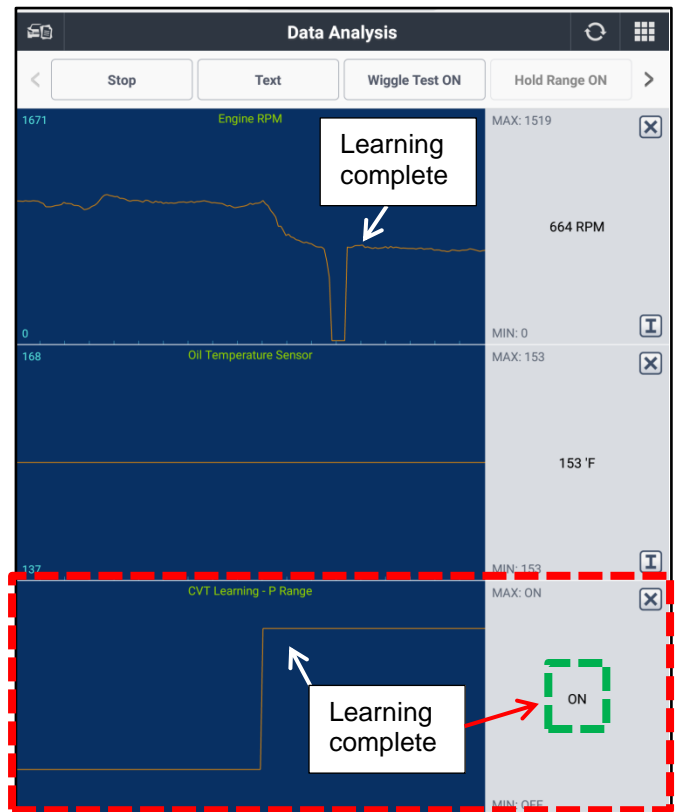 Data Analysis
Stop
Text
Wiggle Test ON
Hold Range ON
1671
Engine RPM
MAX: 1519
Learning
complete
664 RPM
0
MIN: 0
168
Oil Temperature Sensor
MAX: 153
153 'F
137
MIN: 153
CVT Learning - P Range
MAX: ON
ON
Learning
complete
MIN: OFF